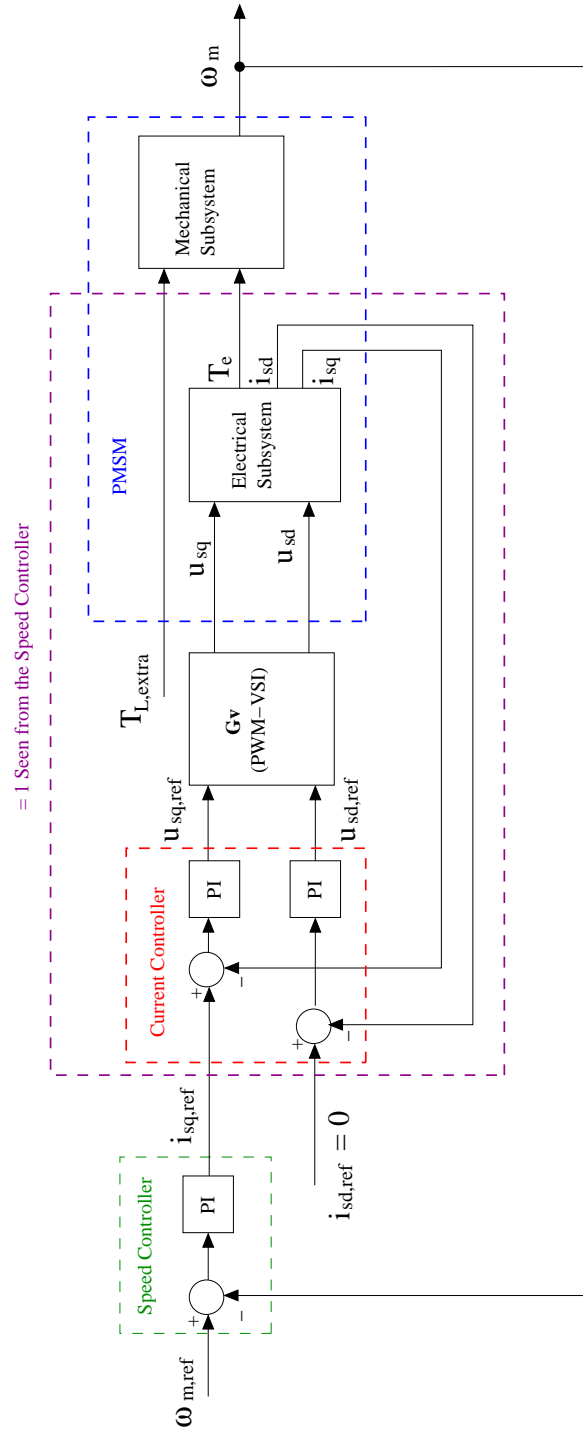 = 1 Seen from the Speed Controller
Speed Controller
ω m,ref
+
−
PI
i sq,ref
i sd,ref = 0
Current Controller
+
−
PI
+
−
PI
u sq,ref
u sd,ref
Gv
(PWM−VSI)
T L,extra
u sq
u sd
PMSM
Electrical
Subsystem
T e
i sd
i sq
Mechanical
Subsystem
ω m